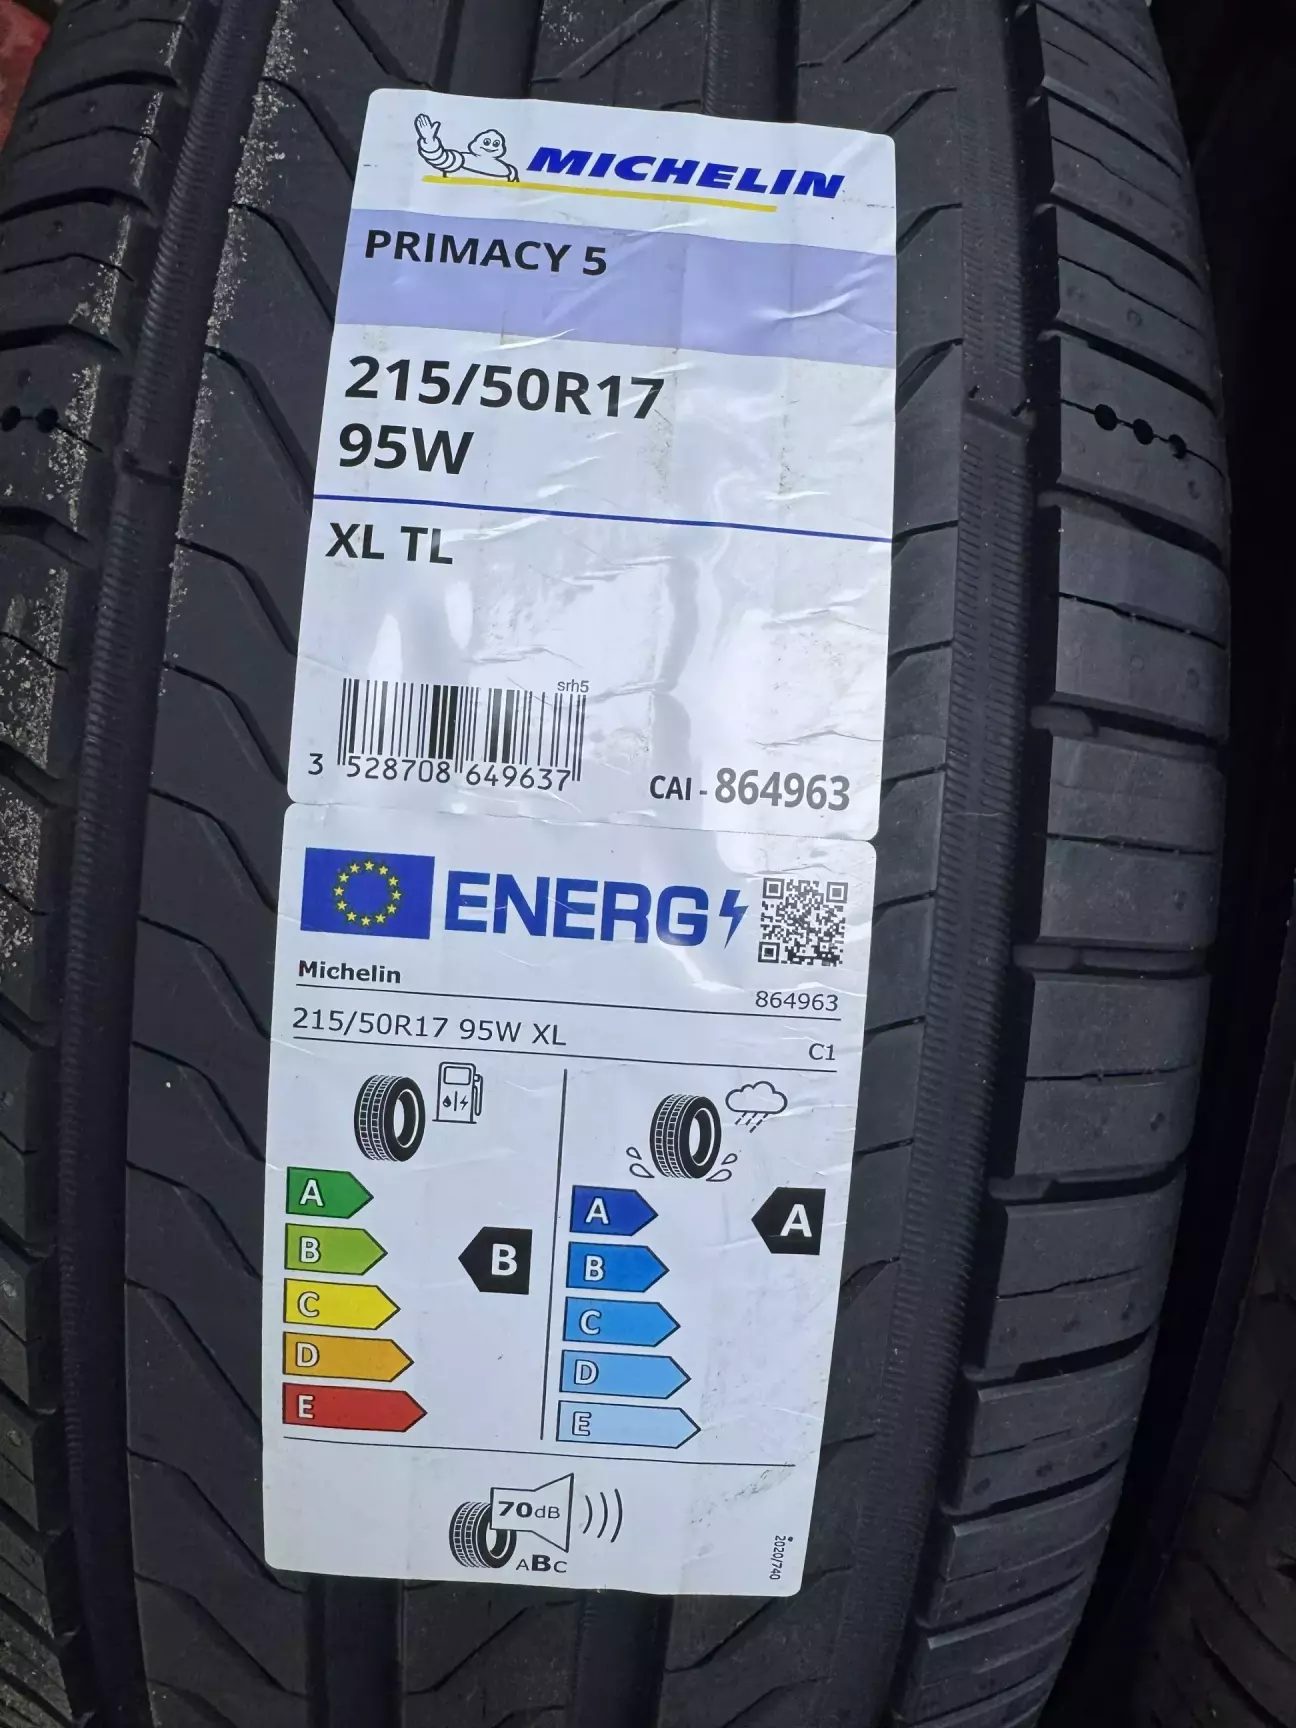 MICHELIN
PRIMACY 5
215/50R17
95W
XL TL
srh5
3 528708 649637
CAI - 864963
ENERG
Michelin
864963
215/50R17 95W XL
C1
A
B
C
D
E
B
A
B
C
D
E
A
70dB
ABC
2020/740